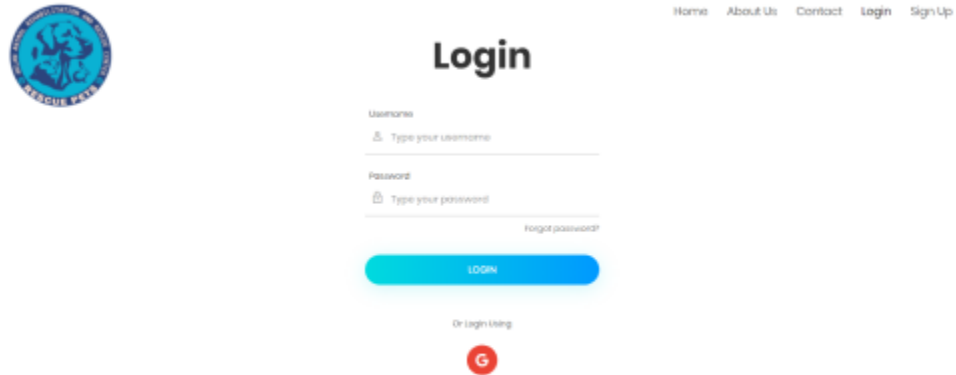 Home About Us Contact Login Sign Up
RESCUE PETS
Login
Username
Type your username
Password
Type your password
Forgot password?
LOGIN
Or Login Using
G